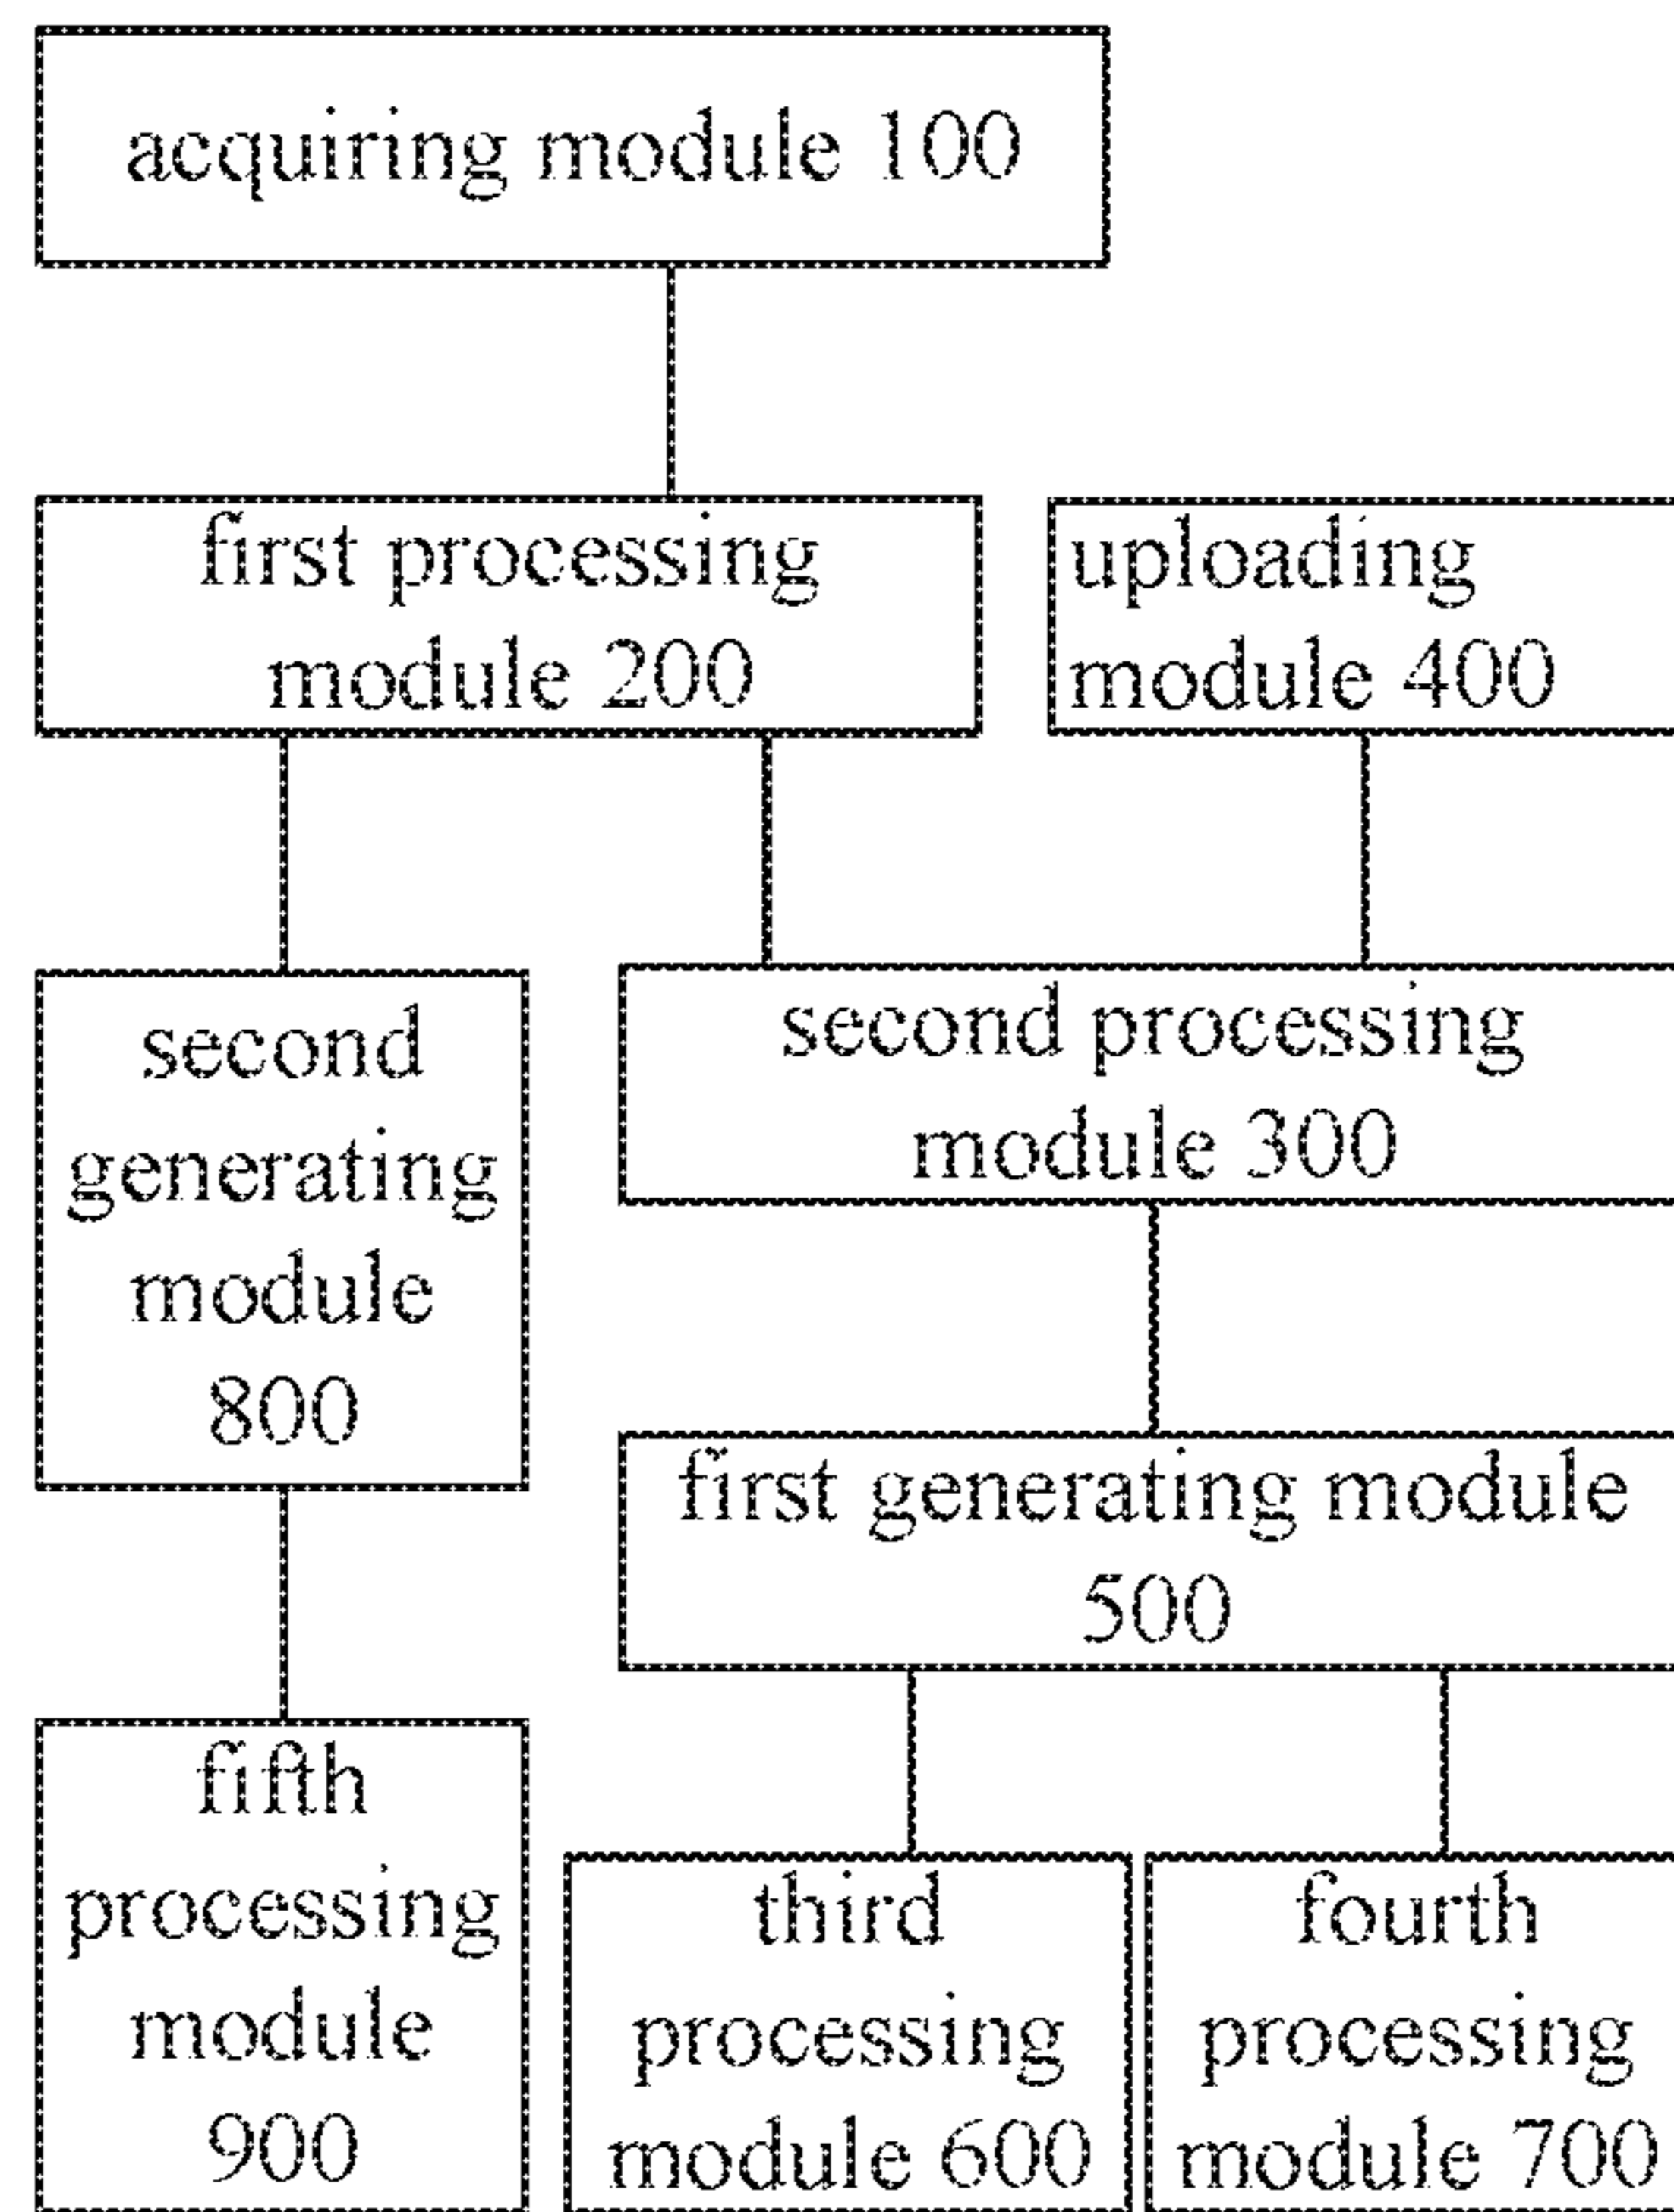 acquiring module 100
first processing
module 200
uploading
module 400
second
generating
module
800
second processing
module 300
first generating module
500
fifth
processing
module
900
third
processing
module 600
fourth
processing
module 700